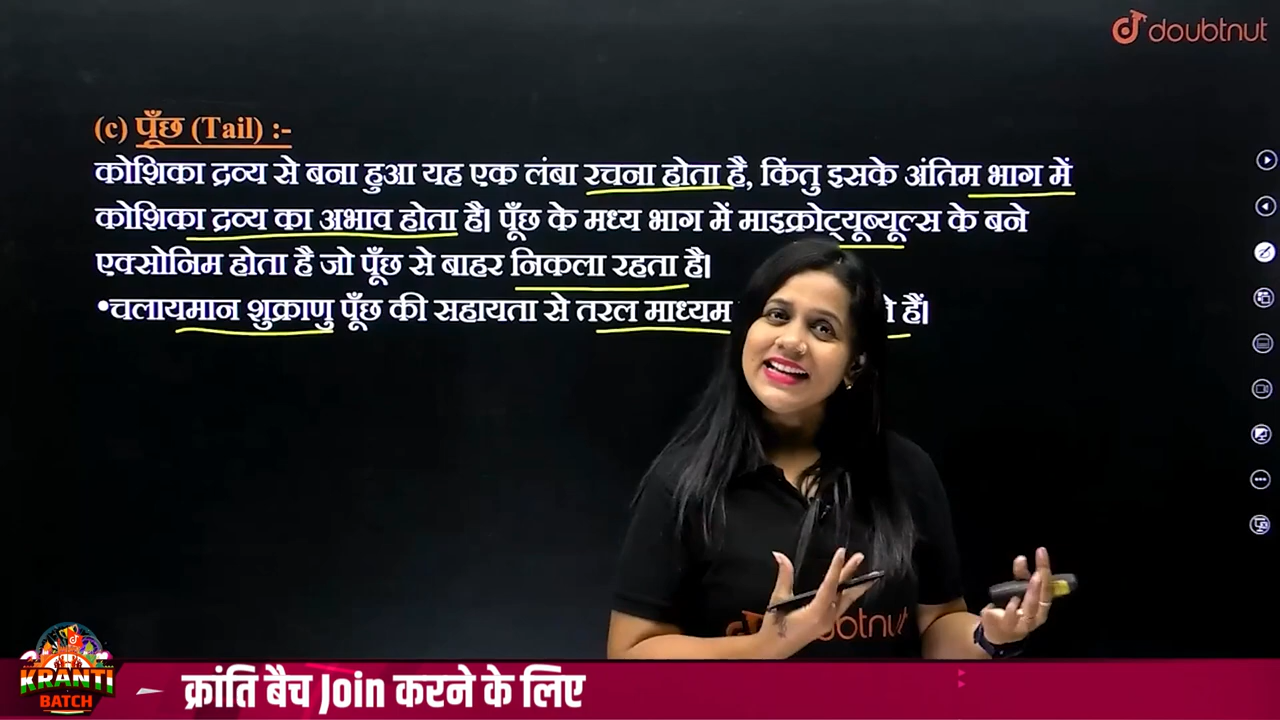 doubtnut
(c) पूँछ (Tail) :-
कोशिका द्रव्य से बना हुआ यह एक लंबा रचना होता है, किंतु इसके अंतिम भाग में
कोशिका द्रव्य का अभाव होता है। पूँछ के मध्य भाग में माइक्रोट्यूब्यूल्स के बने
एक्सोनिम होता है जो पूँछ से बाहर निकला रहता है।
•चलायमान शुक्राणु पूँछ की सहायता से तरल माध्यम हैं।
KRANTI
BATCH
क्रांति बैच Join करने के लिए